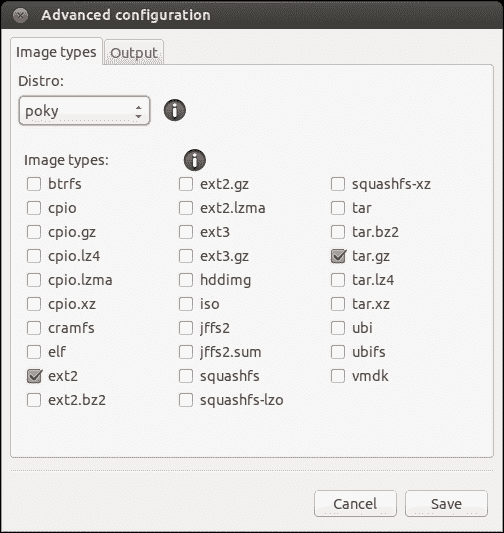 Advanced configuration
Image types
Output
Distro:
poky
Image types:
btrfs
cpio
cpio.gz
cpio.lz4
cpio.lzma
cpio.xz
cramfs
elf
ext2
ext2.bz2
ext2.gz
ext2.lzma
ext3
ext3.gz
hddimg
iso
jffs2
jffs2.sum
squashfs
squashfs-lzo
squashfs-xz
tar
tar.bz2
tar.gz
tar.lz4
tar.xz
ubi
ubifs
vmdk
Cancel
Save